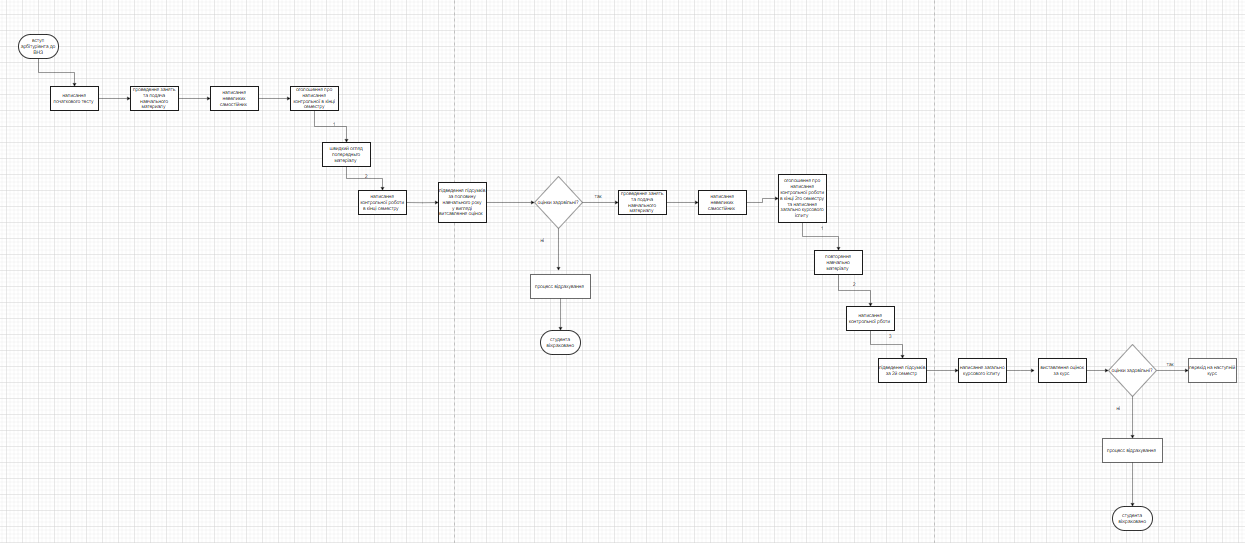 вступ
арбітурієнта до
ВНЗ
написання
початкового тесту
проведення занять
та подача
навчального
матеріалу
написання
невеликих
самостійних
оголошення про
написання
контрольної в кінці
семестру
1
швидкий огляд
попереднього
матеріалу
2
написання
контрольної роботи
в кінці семестру
підведення підсумків
за половину
навчального року
у вигляді
виставлення оцінок
оцінки задовільні?
так
ні
процесс відрахування
студента
відраховано
проведення занять
та подача
навчального
матеріалу
написання
невеликих
самостійних
оголошення про
написання
контрольної роботи
в кінці 2го семестру
та написання
загально курсового
іспиту
1
повторення
навчально
матеріалу
2
написання
контрольної роботи
3
підведення підсумків
за 2й семестр
написання загально
курсового іспиту
виставлення оцінок
за курс
оцінки задовільні?
так
перехід на наступний
курс
ні
процесс відрахування
студента
відраховано